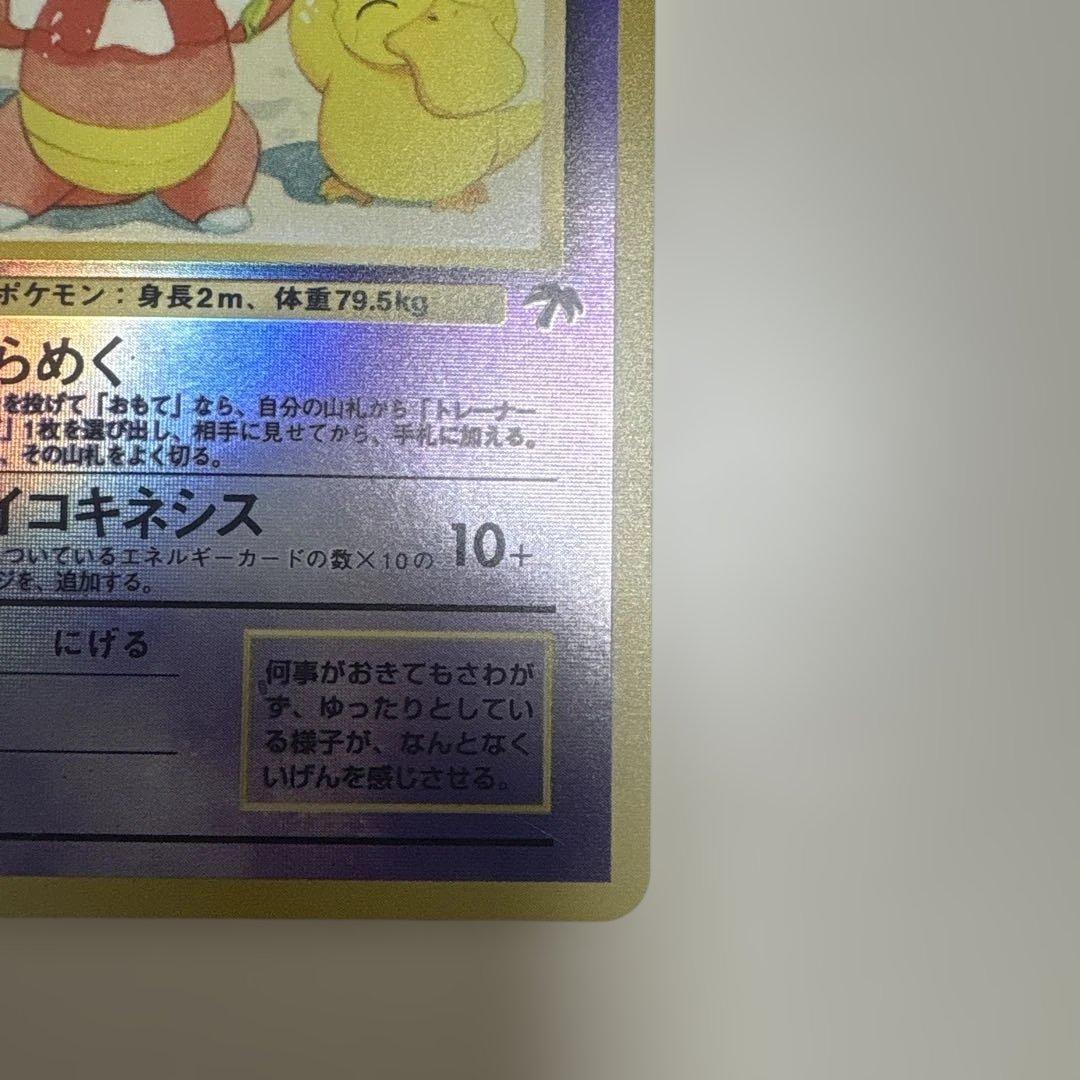 ポケモン：身長2m、体重79.5kg
らめく
を投げて「おもて」なら、自分の山札から「トレーナー
」1枚を選び出し、相手に見せてから、手札に加える。
、その山札をよく切る。
イコキネシス
ついているエネルギーカードの数×10の 10+
ジを、追加する。
にげる
何事がおきてもさわが
ず、ゆったりとしてい
る様子が、なんとなく
いげんを感じさせる。